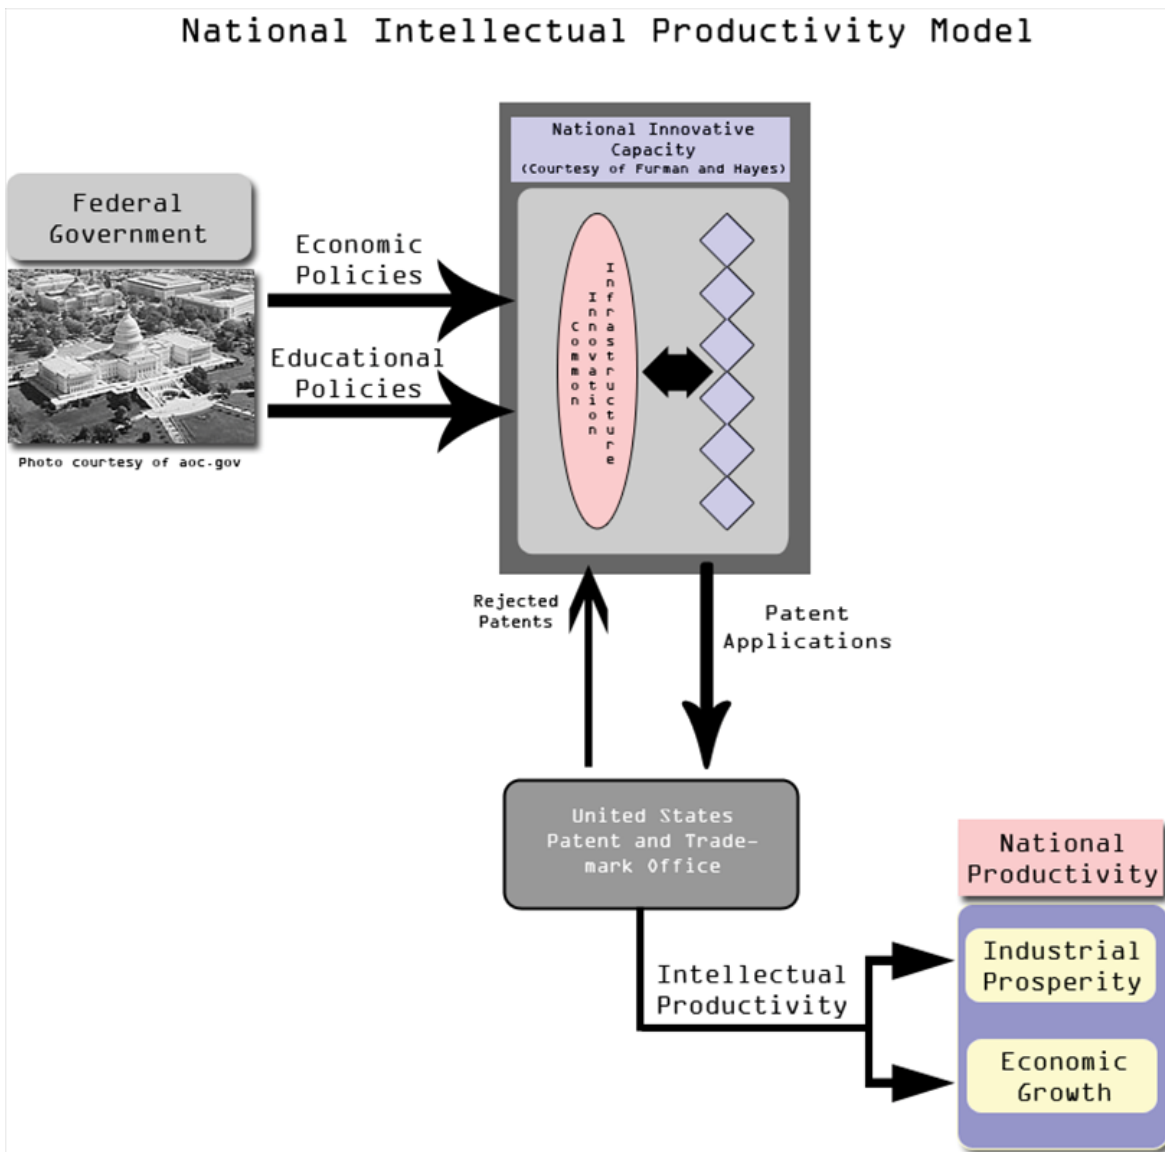 National Intellectual Productivity Model
National Innovative
Capacity
(Courtesy of Furman and Hayes)
Federal
Government
Economic
Policies
Educational
Policies
Photo courtesy of aoc.gov
Common
Innovation
Infrastructure
Rejected
Patents
Patent
Applications
United States
Patent and Trade-
mark Office
Intellectual
Productivity
National
Productivity
Industrial
Prosperity
Economic
Growth